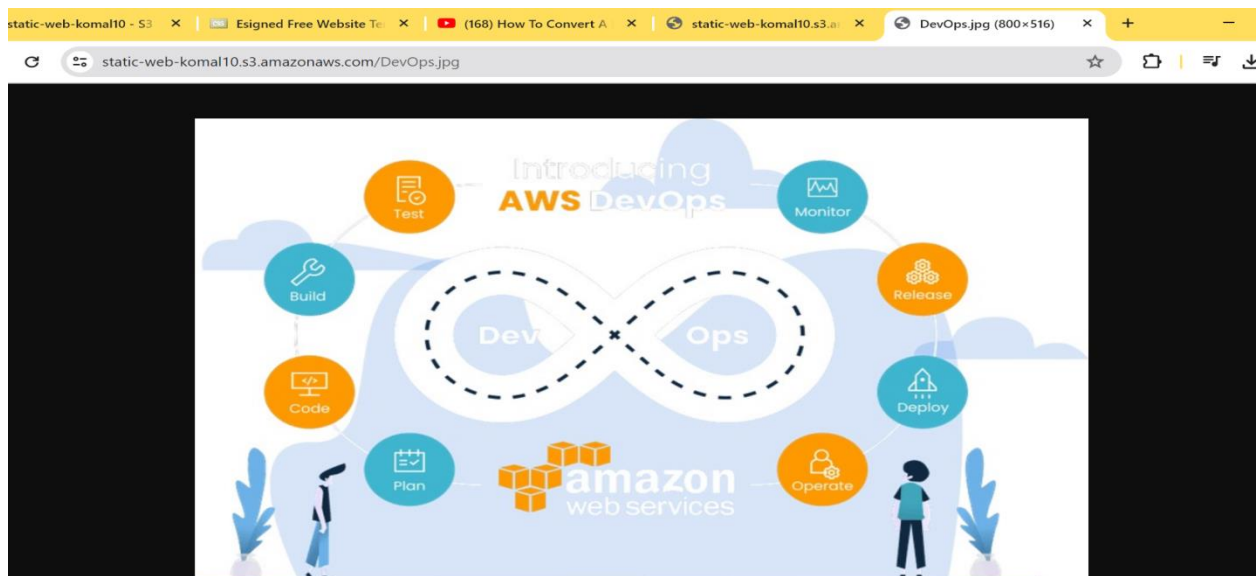 static-web-komal10 - S3
Esigned Free Website Te
(168) How To Convert A
static-web-komal10.s3.a
DevOps.jpg (800×516)
static-web-komal10.s3.amazonaws.com/DevOps.jpg
Introducing
AWS DevOps
Test
Monitor
Build
Release
Dev
Ops
Code
Deploy
Plan
Operate
amazon
web services